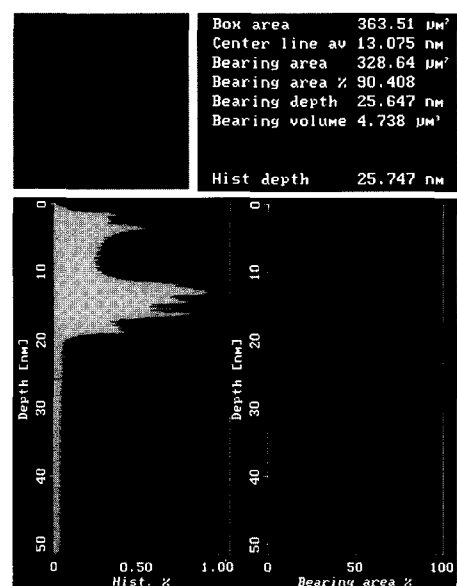 Box area 363.51 µm²
Center line av 13.075 nm
Bearing area 328.64 µm²
Bearing area % 90.408
Bearing depth 25.647 nm
Bearing volume 4.738 µm³
Hist depth 25.747 nm
Depth [nm]
0
10
20
30
40
50
0 0.50 1.00
Hist. %
Depth [nm]
0
10
20
30
40
50
0 50 100
Bearing area %